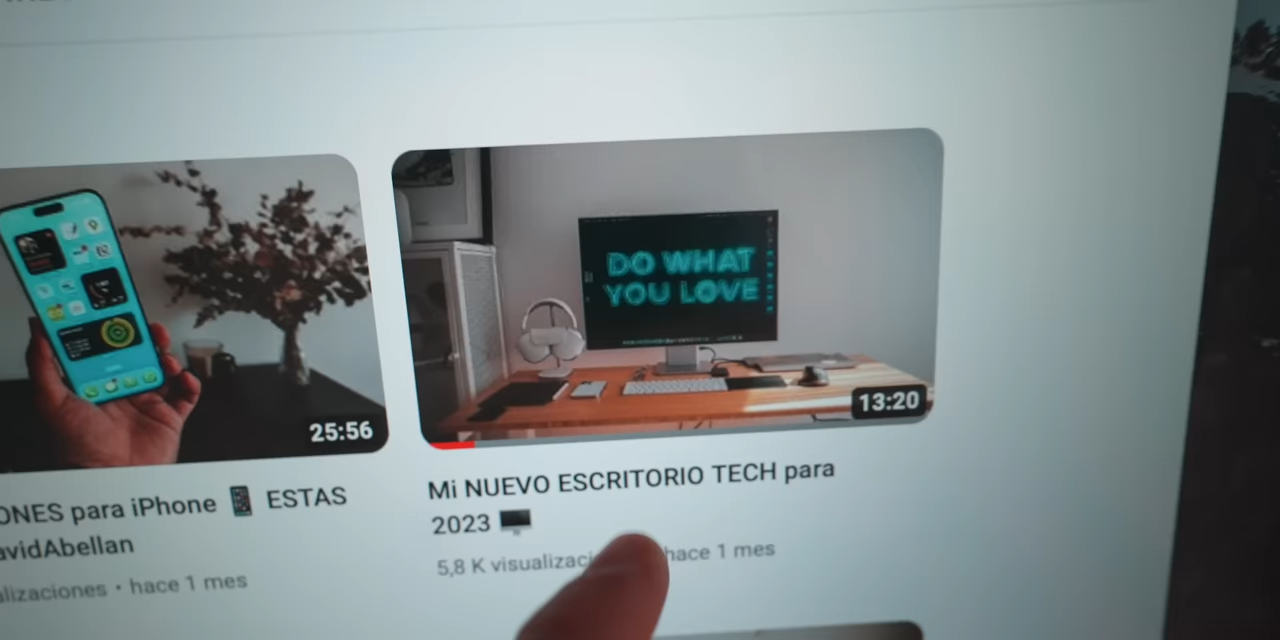 DO WHAT
YOU LOVE
25:56
13:20
ONES para iPhone 📱 ESTAS
avidAbellan
alizaciones • hace 1 mes
Mi NUEVO ESCRITORIO TECH para
2023 🖥️
5,8 K visualizaci hace 1 mes